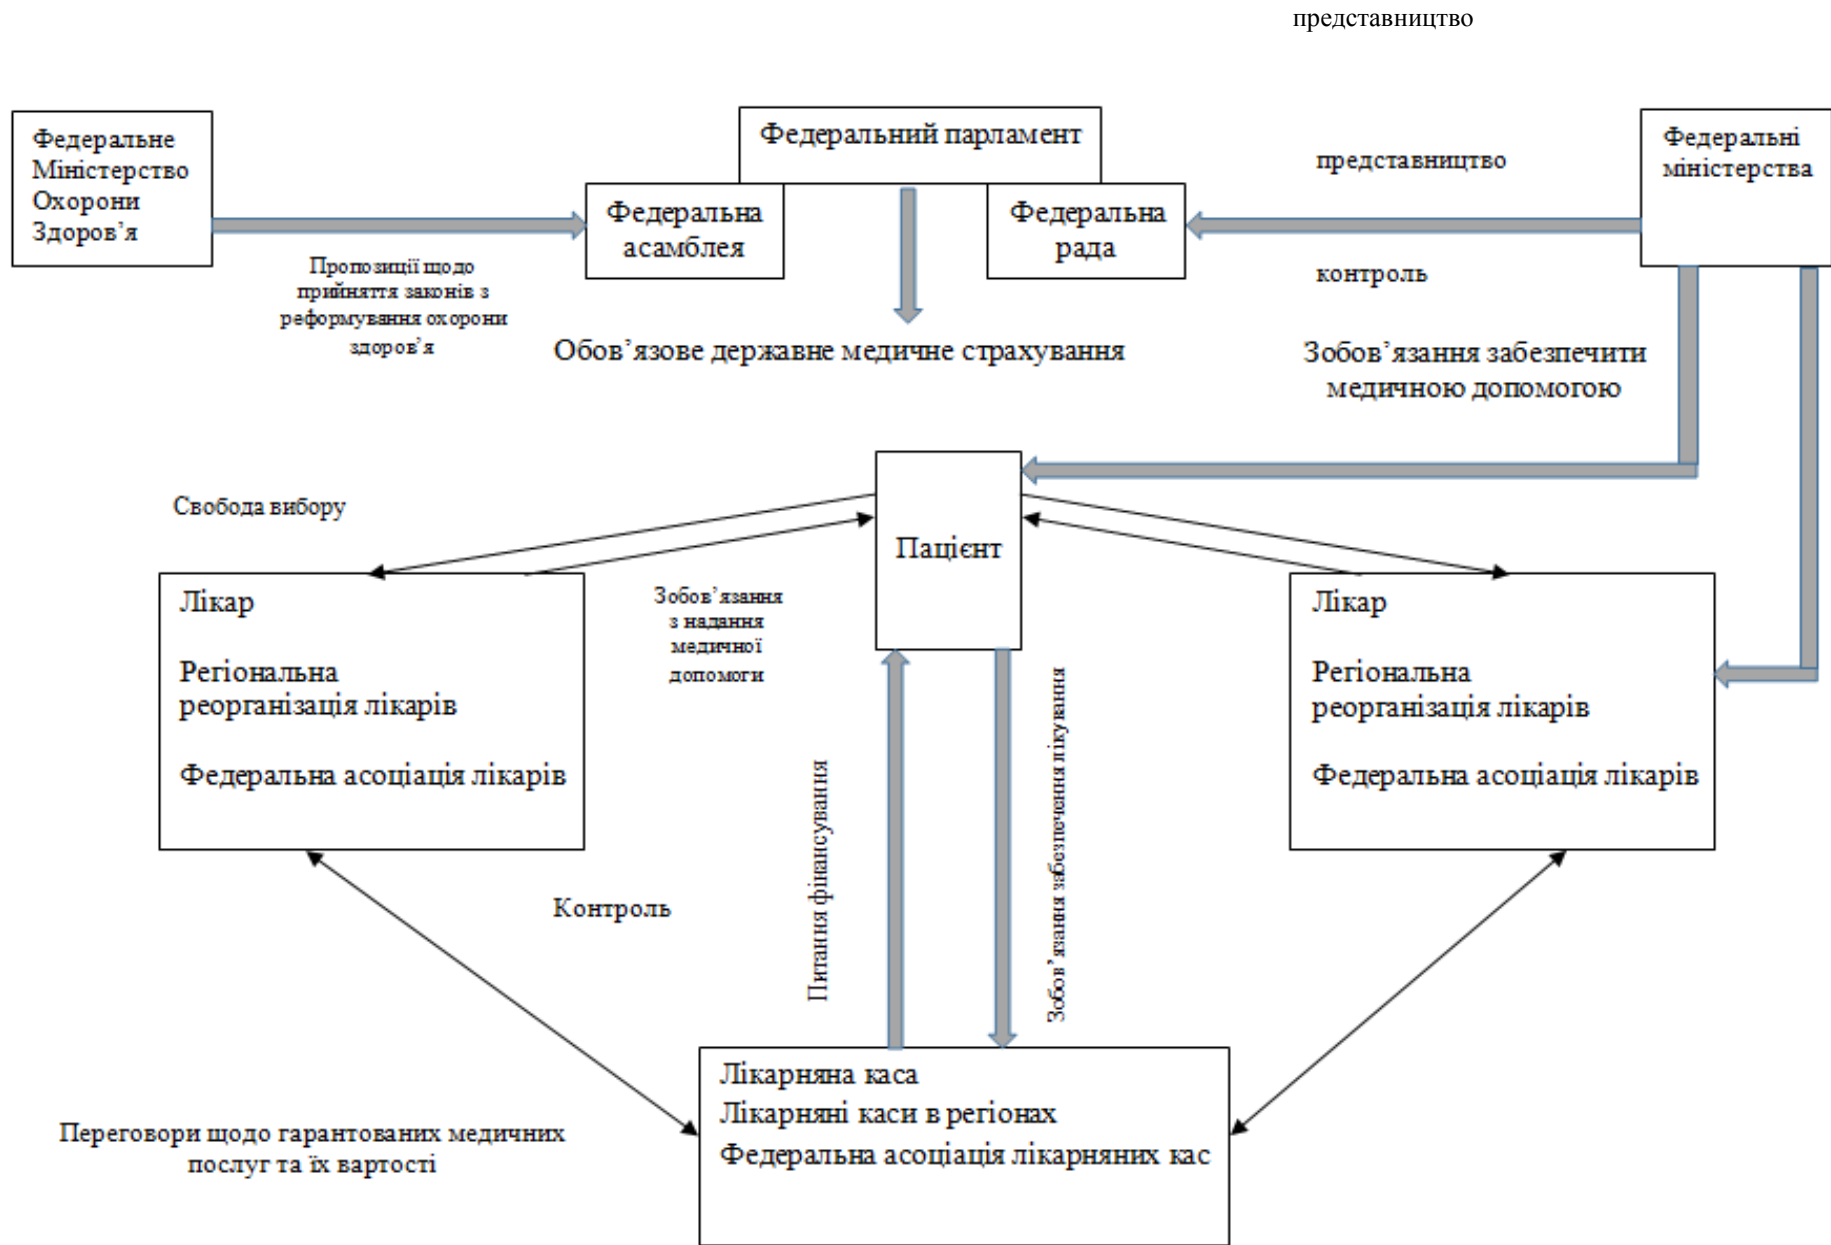 представництво
Федеральне
Міністерство
Охорони
Здоров’я
Федеральний парламент
Федеральна
асамблея
Федеральна
рада
представництво
контроль
Федеральні
міністерства
Пропозиції щодо
прийняття законів з
реформування охорони
здоров’я
Обов’язове державне медичне страхування
Зобов’язання забезпечити
медичною допомогою
Свобода вибору
Пацієнт
Лікар
Регіональна
реорганізація лікарів
Федеральна асоціація лікарів
Зобов’язання
з надання
медичної
допомоги
Лікар
Регіональна
реорганізація лікарів
Федеральна асоціація лікарів
Питання фінансування
Зобов’язання забезпечення лікування
Контроль
Лікарняна каса
Лікарняні каси в регіонах
Федеральна асоціація лікарняних кас
Переговори щодо гарантованих медичних
послуг та їх вартості